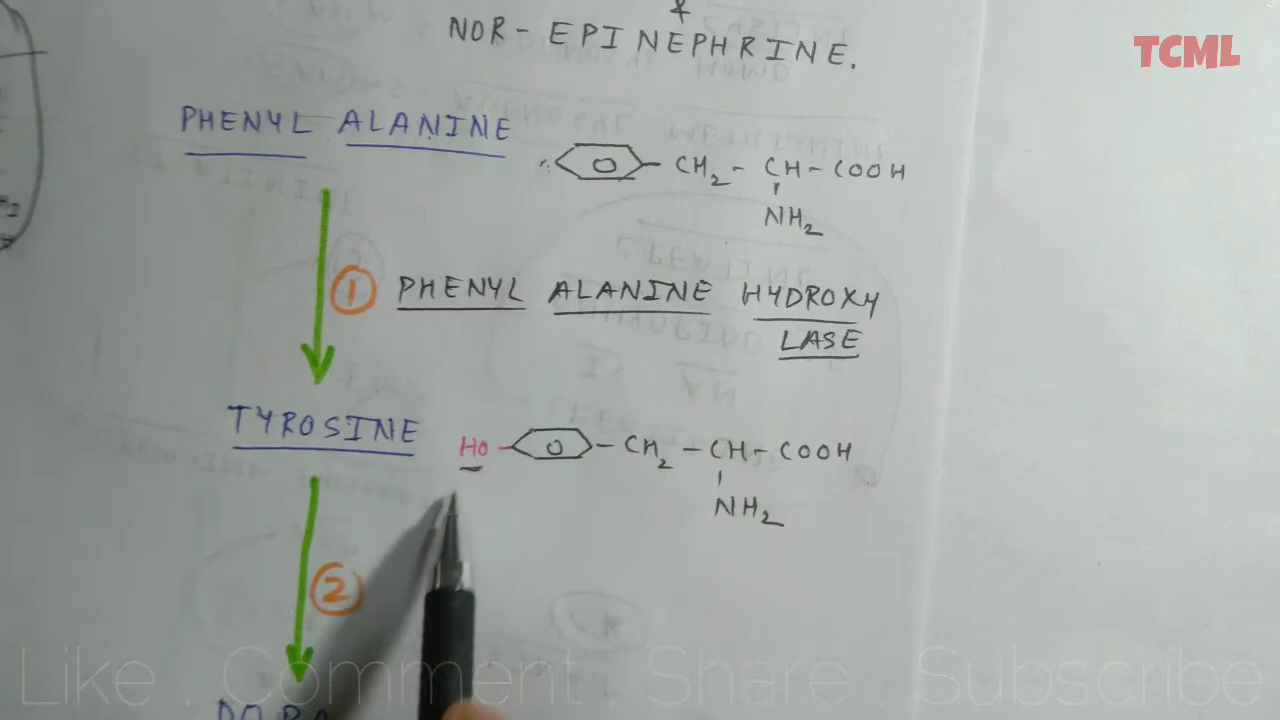 NOR-EPINEPHRINE.
TCML
PHENYL ALANINE
CH2-CH-COOH
NH2
1 PHENYL ALANINE HYDROXY
LASE
TYROSINE
HO- -CH2-CH-COOH
NH2
2
Like . Comment . Share . Subscribe